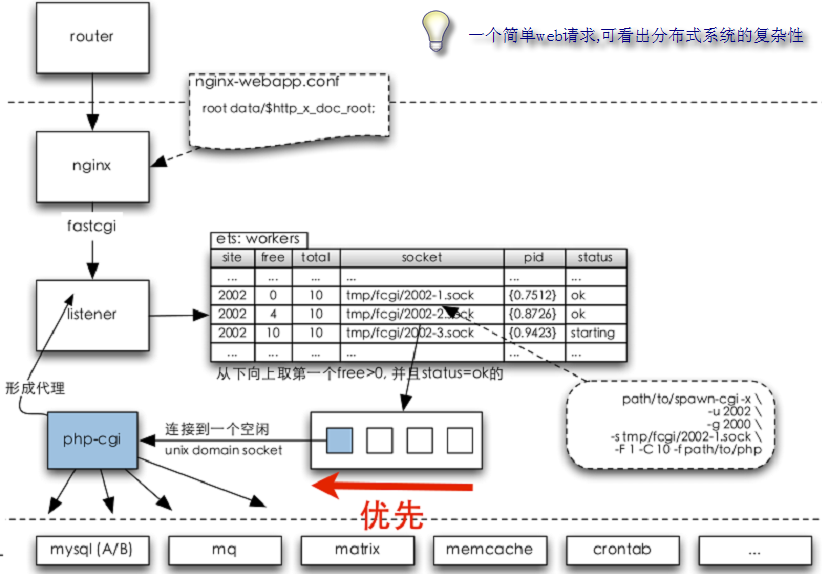 router
一个简单web请求,可看出分布式系统的复杂性
nginx-webapp.conf
root data/$http_x_doc_root;
nginx
fastcgi
ets: workers
site free total socket pid status
... ... ... ... ... ...
2002 0 10 tmp/fcgi/2002-1.sock {0.7512} ok
2002 4 10 tmp/fcgi/2002-2.sock {0.8726} ok
2002 10 10 tmp/fcgi/2002-3.sock {0.9423} starting
... ... ... ... ... ...
listener
从下向上取第一个free>0, 并且status=ok的
形成代理
path/to/spawn-cgi -x \
-u 2002 \
-g 2000 \
-s tmp/fcgi/2002-1.sock \
-F 1 -C 10 -f path/to/php
php-cgi
连接到一个空闲
unix domain socket
优先
mysql (A/B)
mq
matrix
memcache
crontab
...